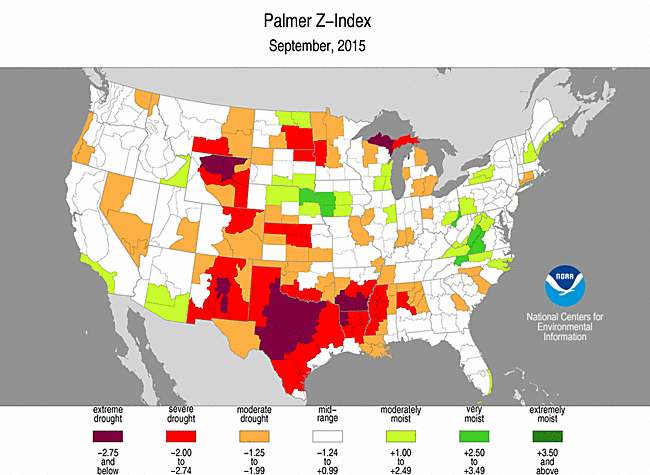 Palmer Z-Index
September, 2015
NOAA
National Centers for
Environmental
Information
extreme drought
severe drought
moderate drought
mid-range
moderately moist
very moist
extremely moist
-2.75 and below
-2.00 to -2.74
-1.25 to -1.99
-1.24 to +0.99
+1.00 to +2.49
+2.50 to +3.49
+3.50 and above